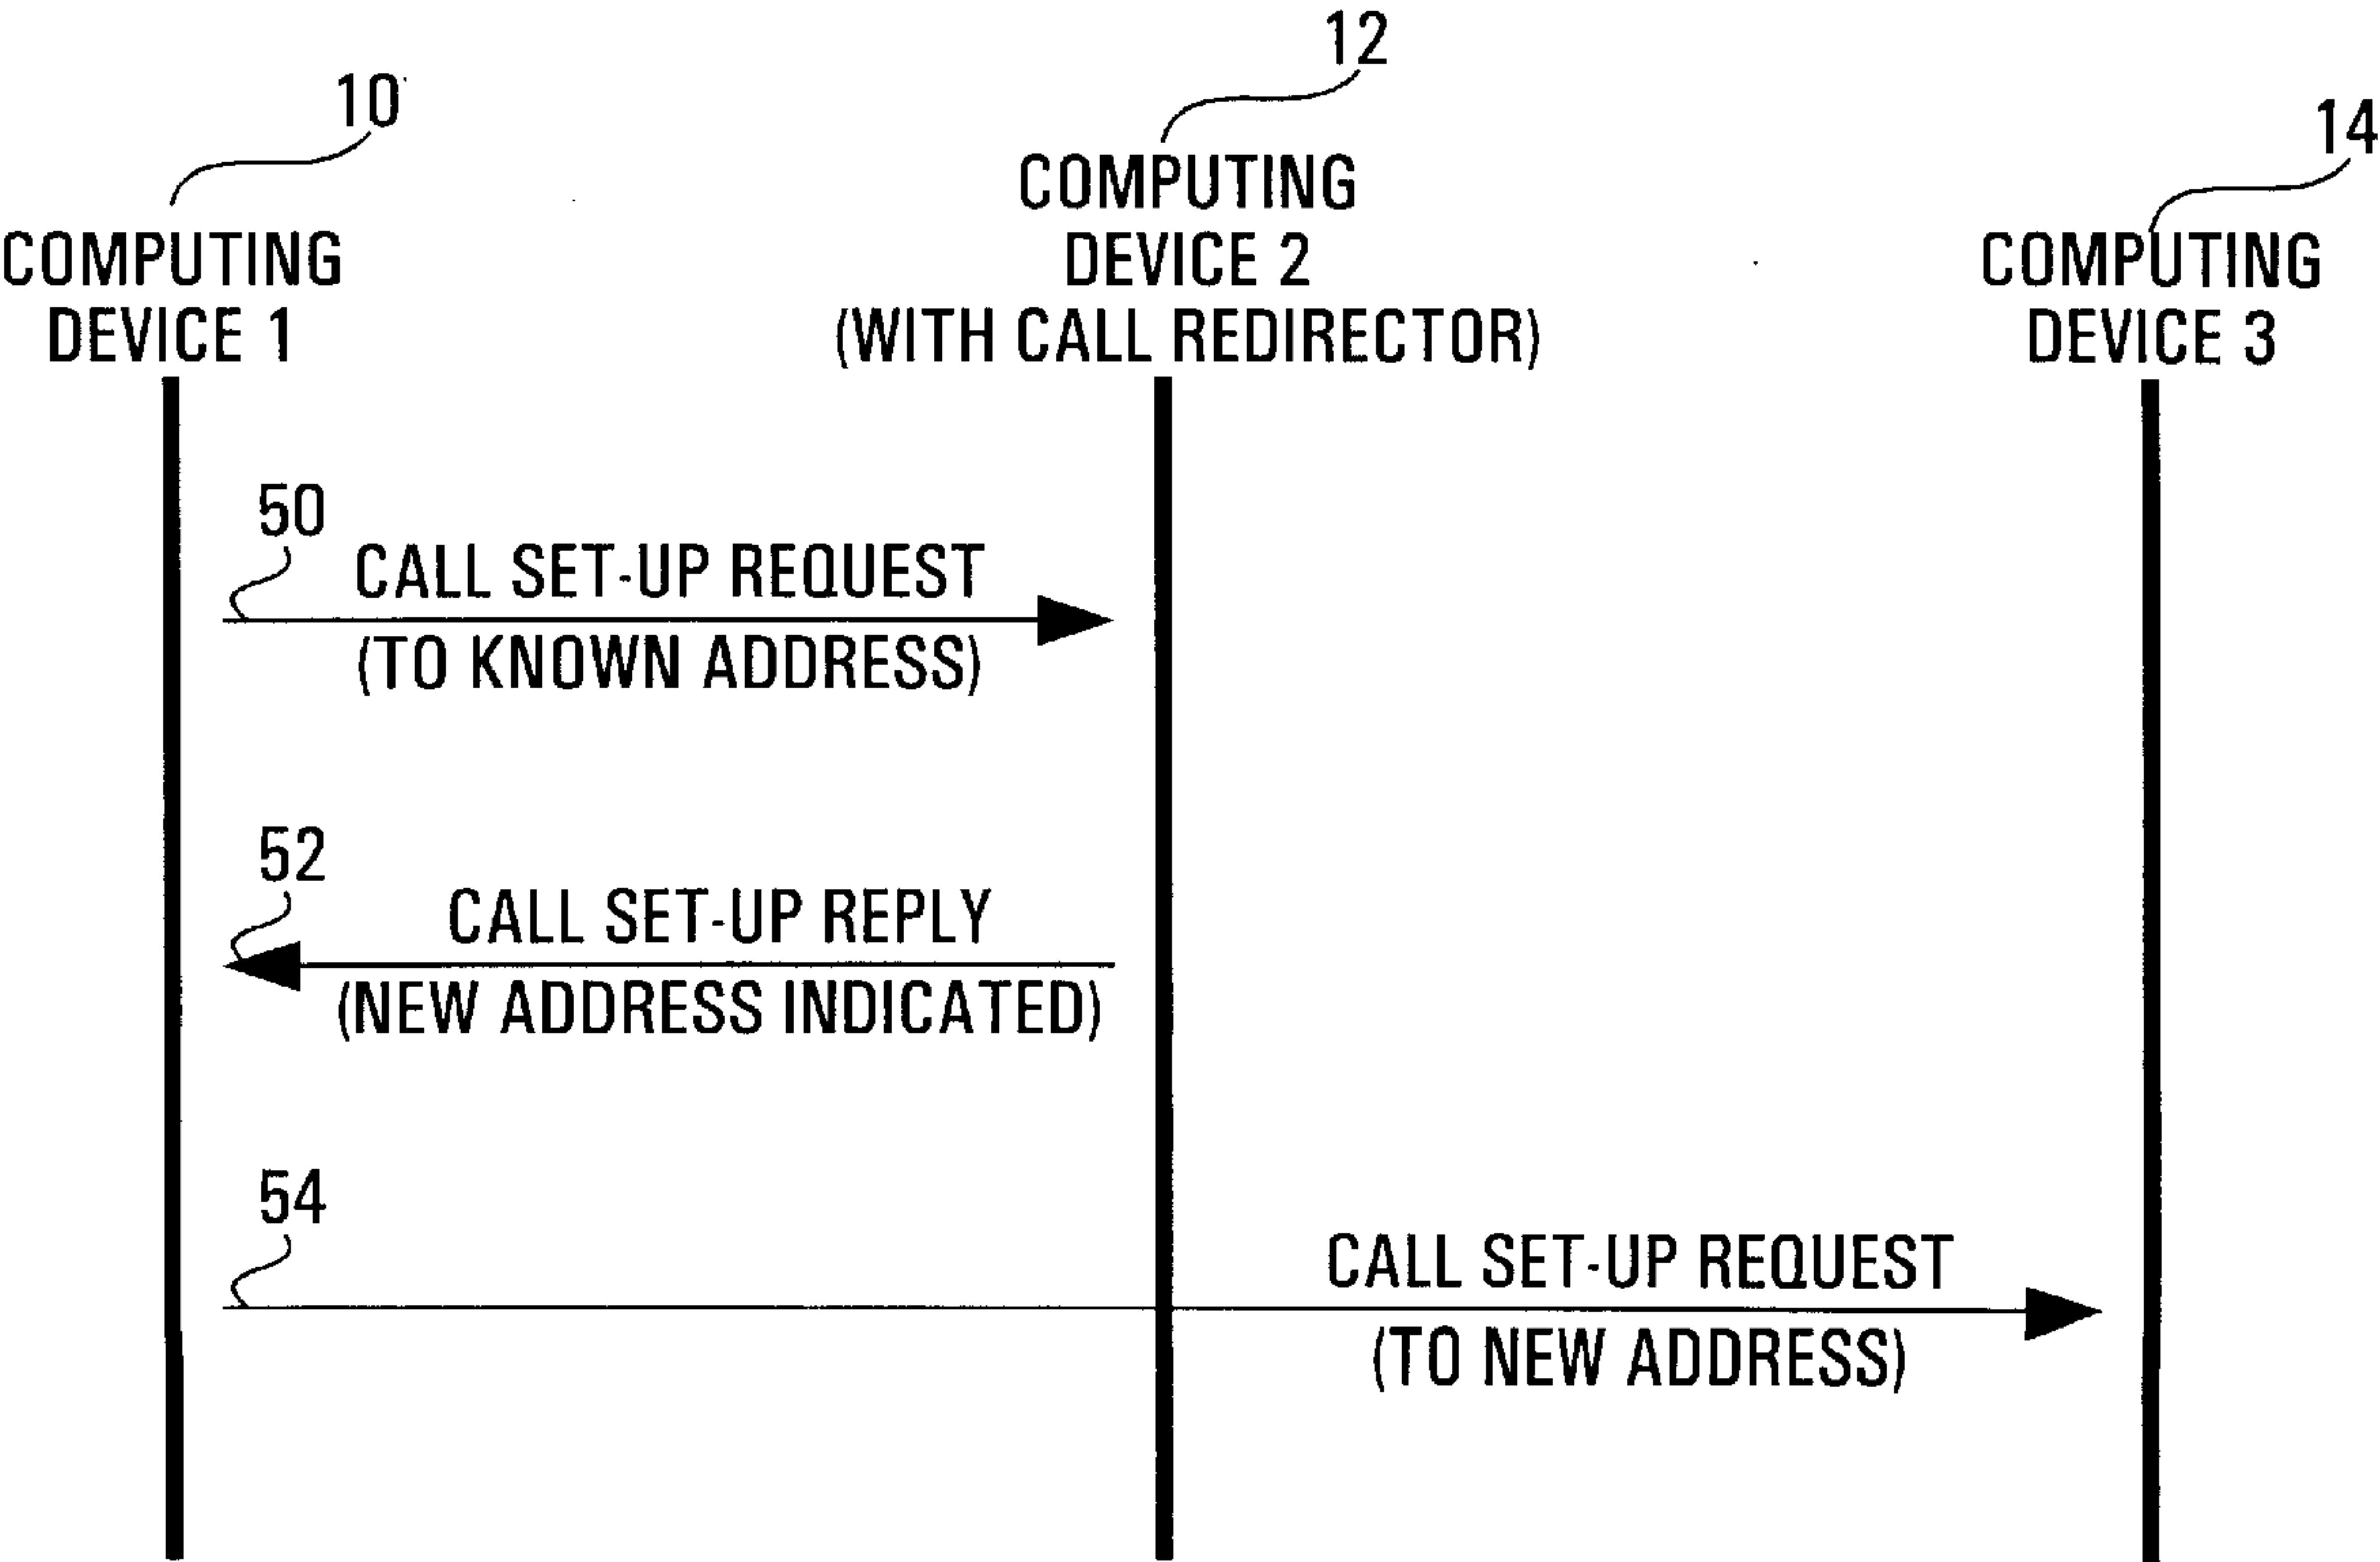 12
10
14
COMPUTING
DEVICE 1
COMPUTING
DEVICE 2
(WITH CALL REDIRECTOR)
COMPUTING
DEVICE 3
50
CALL SET-UP REQUEST
(TO KNOWN ADDRESS)
52
CALL SET-UP REPLY
(NEW ADDRESS INDICATED)
54
CALL SET-UP REQUEST
(TO NEW ADDRESS)